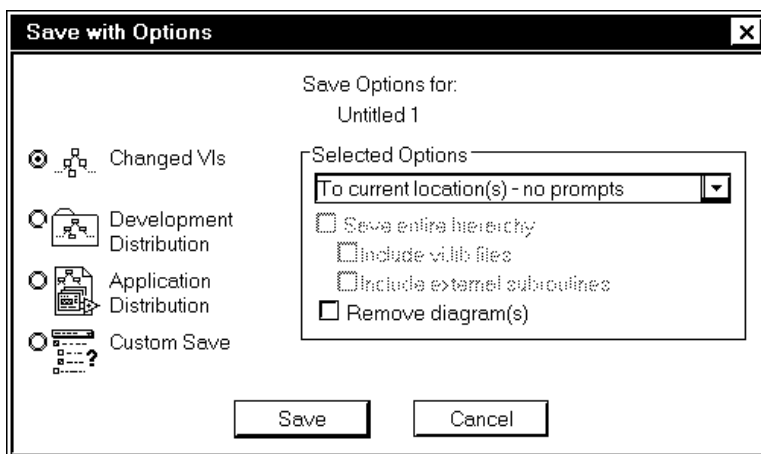 Save with Options
Save Options for:
Untitled 1
Changed VIs
Development
Distribution
Application
Distribution
Custom Save
Selected Options
To current location(s) - no prompts
Save entire hierarchy
Include vi.lib files
Include external subroutines
Remove diagram(s)
Save
Cancel